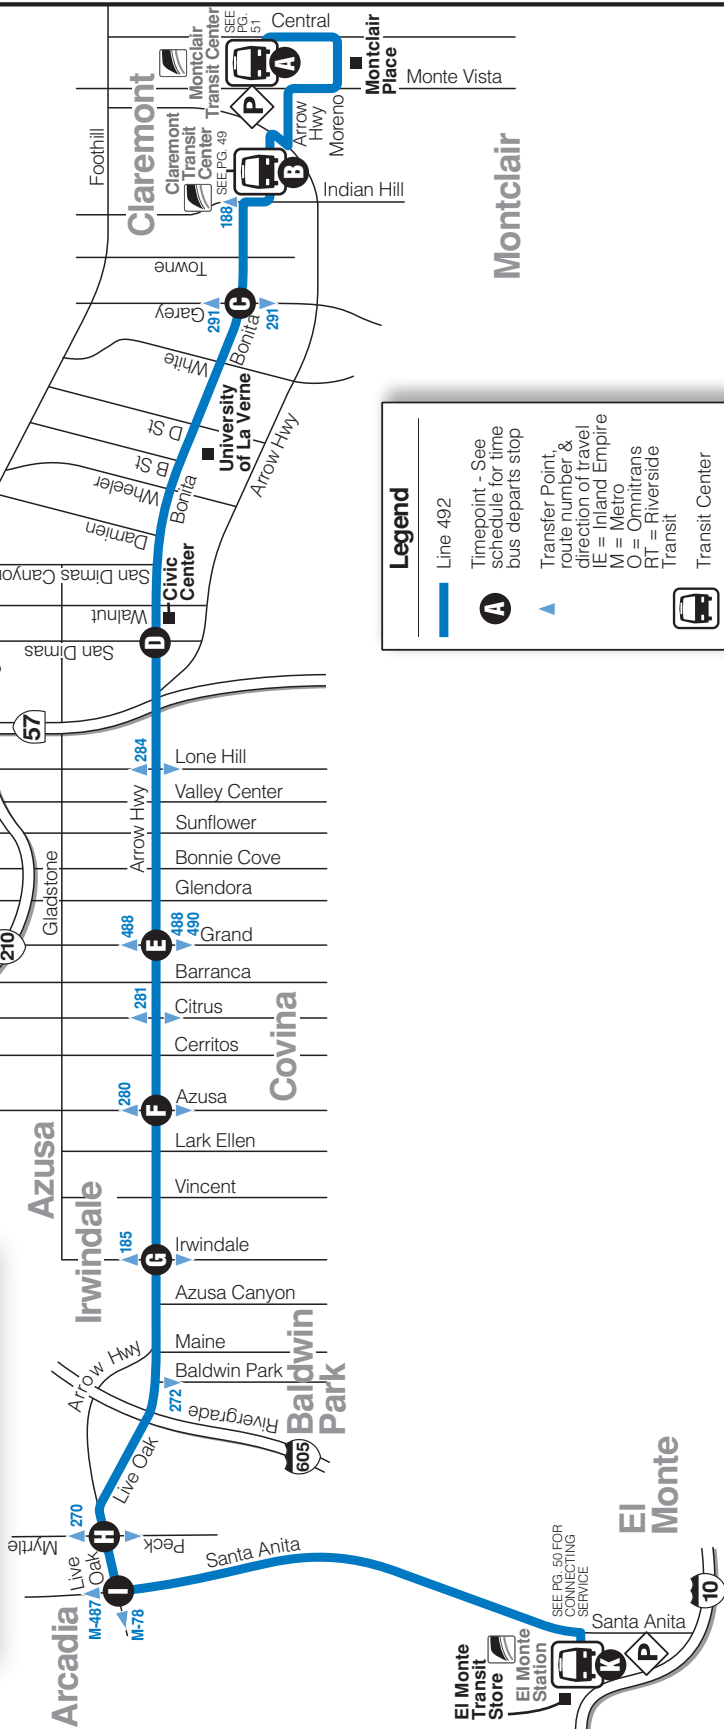 SEE
PG.
51
Central
Montclair
Transit Center
A
Montclair
Place
Monte Vista
P
Arrow
Hwy
Moreno
Foothill
Claremont
Claremont
Transit
Center
SEE PG. 49
B
Indian Hill
188
Montclair
Towne
Garey
291
C
291
Bonita
White
University
of La Verne
D St
B St
Arrow Hwy
Wheeler
Bonita
Damien
San Dimas Canyon
Civic
Center
Walnut
D
San Dimas
57
Legend
Line 492
A
Timepoint - See
schedule for time
bus departs stop
Transfer Point,
route number &
direction of travel
IE = Inland Empire
M = Metro
O = Omnitrans
RT = Riverside
Transit
Transit Center
284
Lone Hill
Arrow Hwy
Valley Center
Sunflower
Bonnie Cove
Glendora
Gladstone
210
488
E
488
490
Grand
Barranca
281
Citrus
Covina
Cerritos
280
F
Azusa
Azusa
Lark Ellen
Vincent
Irwindale
185
G
Irwindale
Azusa Canyon
Maine
Arrow Hwy
Baldwin Park
272
Baldwin
Park
Rivergrade
605
Live Oak
270
Myrtle
H
Peck
Live
Oak
I
M-487
M-78
Arcadia
Santa Anita
El
Monte
SEE PG. 50 FOR
CONNECTING
SERVICE
Santa Anita
10
El Monte
Transit
Store
El Monte
Station
K
P